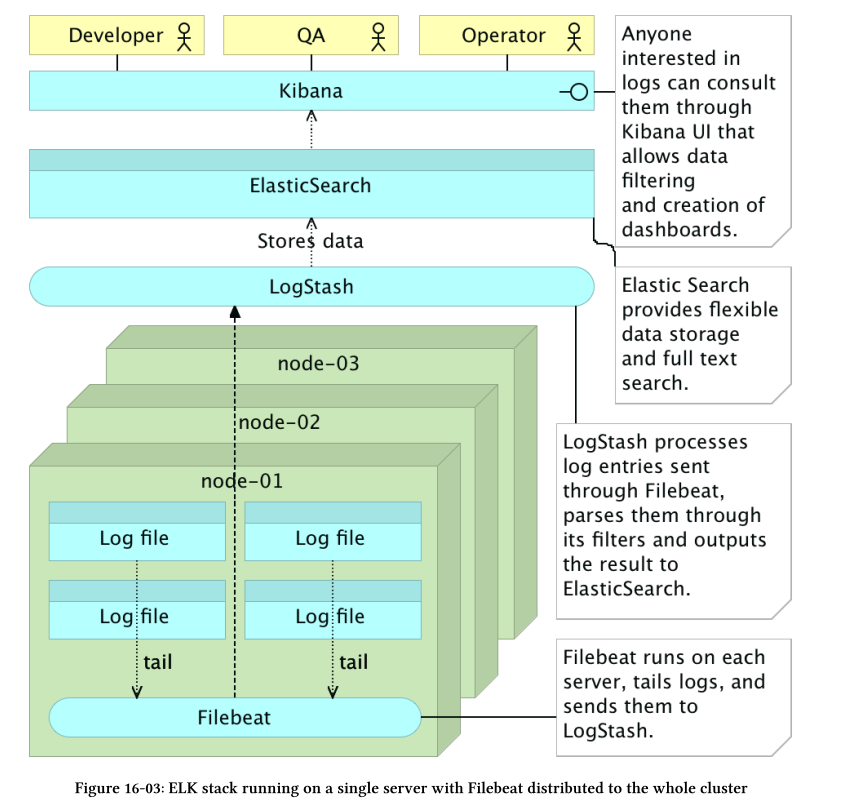 Developer
QA
Operator
Kibana
Anyone
interested in
logs can consult
them through
Kibana UI that
allows data
filtering
and creation of
dashboards.
ElasticSearch
Stores data
LogStash
Elastic Search
provides flexible
data storage
and full text
search.
node-03
node-02
node-01
LogStash processes
log entries sent
through Filebeat,
parses them through
its filters and outputs
the result to
ElasticSearch.
Log file
Log file
Log file
Log file
tail
tail
Filebeat
Filebeat runs on each
server, tails logs, and
sends them to
LogStash.
Figure 16-03: ELK stack running on a single server with Filebeat distributed to the whole cluster